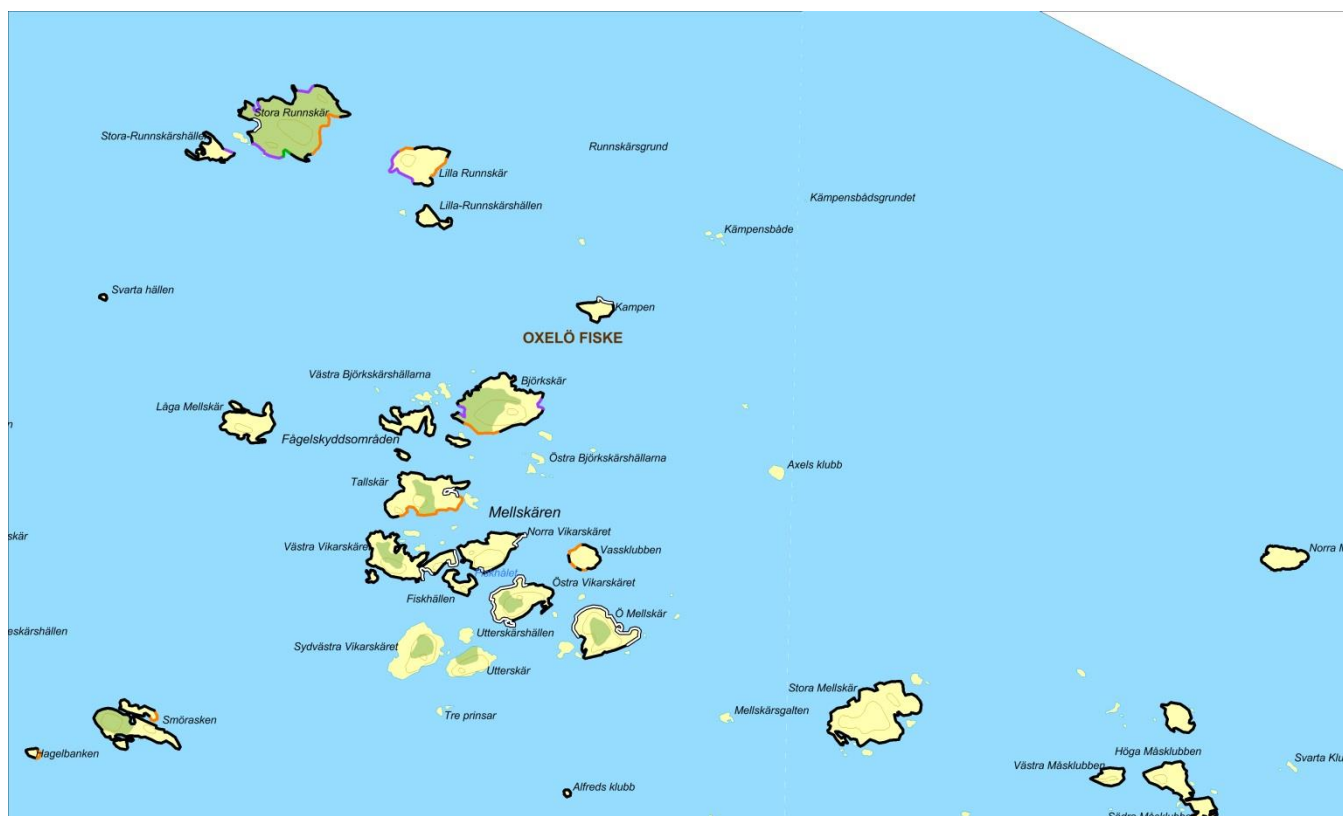 Stora Runnskär
Stora-Runnskärshällen
Runnskärsgrund
Lilla Runnskär
Kämpensbådsgrundet
Lilla-Runnskärshällen
Kämpensbåde
Svarta hällen
Kampen
OXELÖ FISKE
Västra Björkskärshällarna
Björkskär
Låga Mellskär
Fågelskyddsområden
Östra Björkskärshällarna
Axels klubb
Tallskär
Mellskären
Norra Vikarskäret
skär
Västra Vikarskäret
Vassklubben
Norra M
Fiskhålet
Östra Vikarskäret
Fiskhällen
Ö Mellskär
eskärshällen
Utterskärshällen
Sydvästra Vikarskäret
Utterskär
Stora Mellskär
Mellskärsgalten
Tre prinsar
Smörasken
Hagelbanken
Höga Måsklubben
Västra Måsklubben
Svarta Klu
Alfreds klubb
Södra Måsklubbe